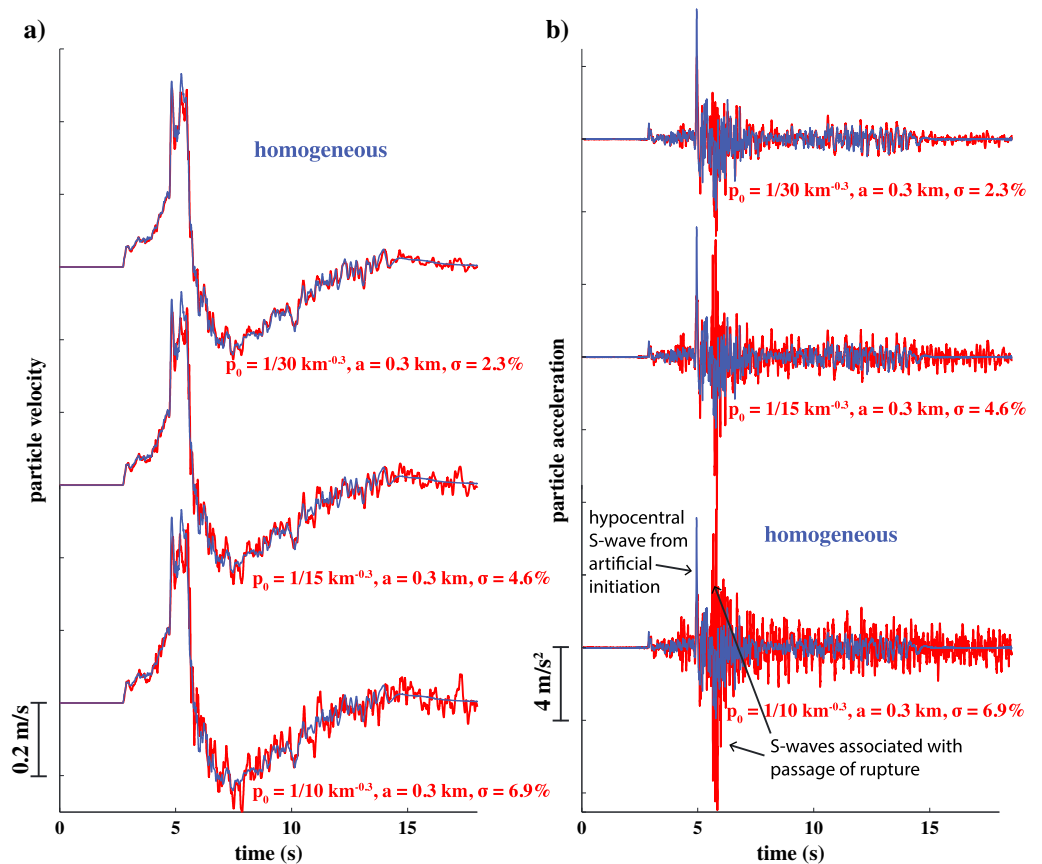 a)
particle velocity
homogeneous
p₀ = 1/30 km⁻⁰·³, a = 0.3 km, σ = 2.3%
p₀ = 1/15 km⁻⁰·³, a = 0.3 km, σ = 4.6%
p₀ = 1/10 km⁻⁰·³, a = 0.3 km, σ = 6.9%
0.2 m/s
0 5 10 15
time (s)
b)
particle acceleration
p₀ = 1/30 km⁻⁰·³, a = 0.3 km, σ = 2.3%
p₀ = 1/15 km⁻⁰·³, a = 0.3 km, σ = 4.6%
hypocentral
S-wave from
artificial
initiation
homogeneous
4 m/s²
p₀ = 1/10 km⁻⁰·³, a = 0.3 km, σ = 6.9%
S-waves associated with
passage of rupture
0 5 10 15
time (s)